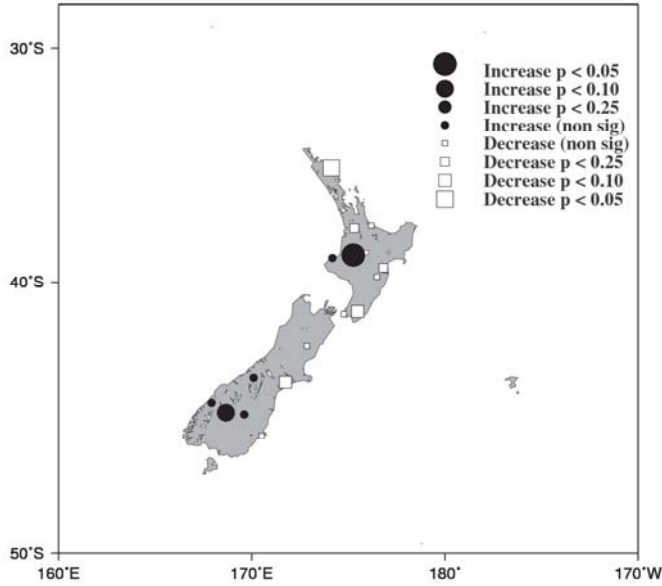 30°S
Increase p < 0.05
Increase p < 0.10
Increase p < 0.25
Increase (non sig)
Decrease (non sig)
Decrease p < 0.25
Decrease p < 0.10
Decrease p < 0.05
40°S
50°S
160°E 170°E 180° 170°W